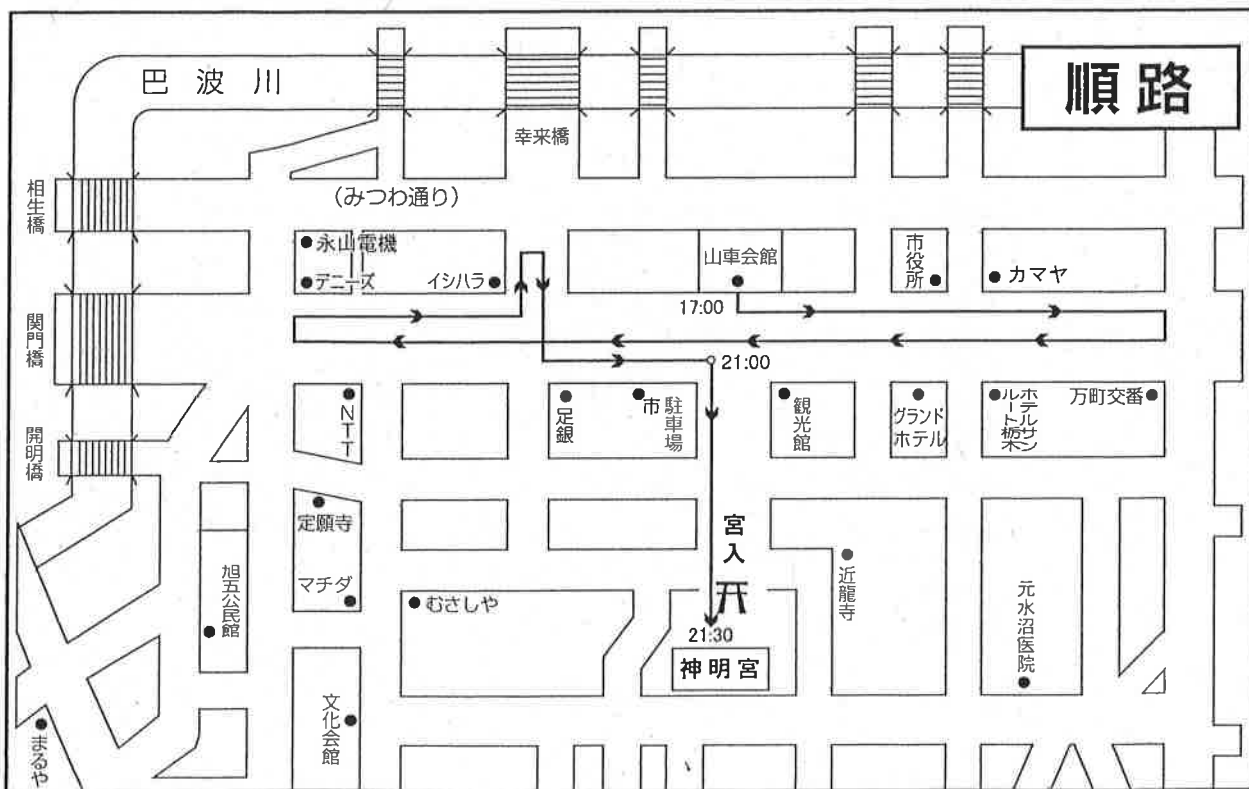 順路
巴波川
幸来橋
相生橋
(みつわ通り)
永山電機
デニーズ
イシハラ
山車会館
市役所
カマヤ
17:00
関門橋
21:00
開明橋
NTT
足銀
市駐車場
観光館
グランド
ホテル
ホテルサン
ルート栃木
万町交番
定願寺
マチダ
旭五公民館
むさしや
宮入
近龍寺
元水沼医院
21:30
神明宮
文化会館
まるや